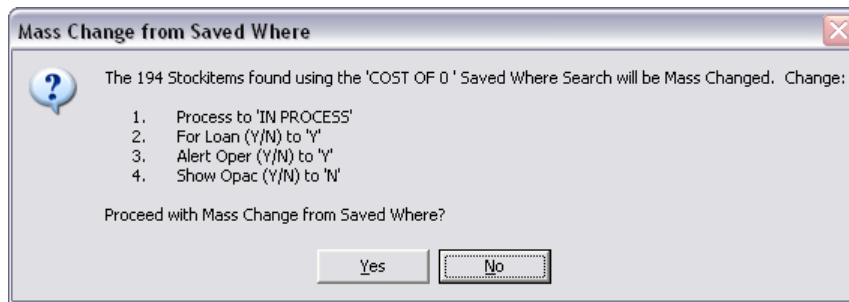 Mass Change from Saved Where
The 194 Stockitems found using the 'COST OF 0 ' Saved Where Search will be Mass Changed.  Change:
1. Process to 'IN PROCESS'
2. For Loan (Y/N) to 'Y'
3. Alert Oper (Y/N) to 'Y'
4. Show Opac (Y/N) to 'N'
Proceed with Mass Change from Saved Where?
Yes No